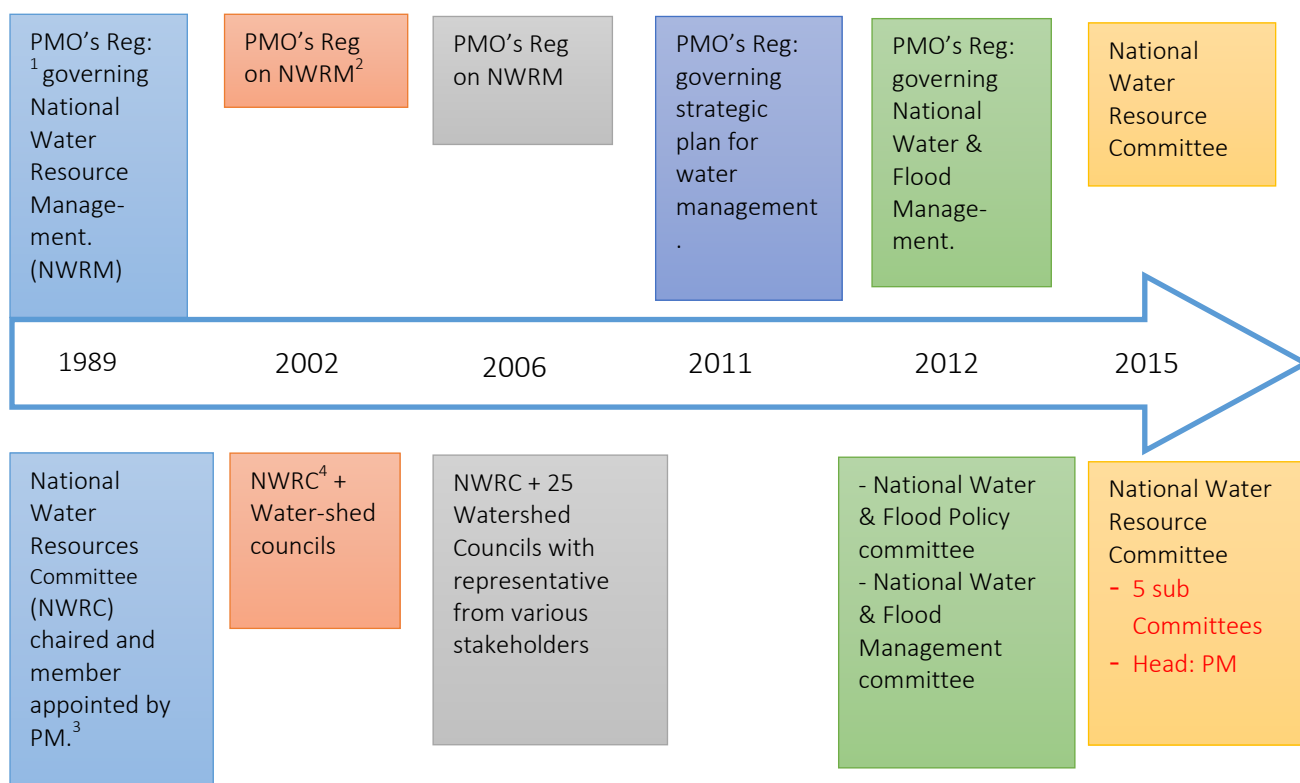 PMO’s Reg:
¹ governing
National
Water
Resource
Manage-
ment.
(NWRM)
PMO’s Reg
on NWRM²
PMO’s Reg
on NWRM
PMO’s Reg:
governing
strategic
plan for
water
management
.
PMO’s Reg:
governing
National
Water &
Flood
Manage-
ment.
National
Water
Resource
Committee
1989
2002
2006
2011
2012
2015
National
Water
Resources
Committee
(NWRC)
chaired and
member
appointed by
PM.³
NWRC⁴ +
Water-shed
councils
NWRC + 25
Watershed
Councils with
representative
from various
stakeholders
- National Water
& Flood Policy
committee
- National Water
& Flood
Management
committee
National Water
Resource
Committee
- 5 sub
Committees
- Head: PM